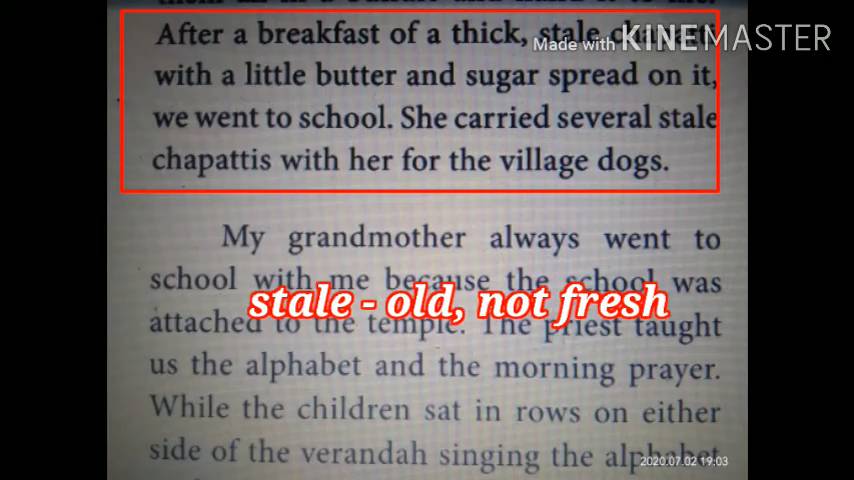 After a breakfast of a thick, stale
Made with KINEMASTER
with a little butter and sugar spread on it,
we went to school. She carried several stale
chapattis with her for the village dogs.
My grandmother always went to
school with me because the school was
stale - old, not fresh
attached to the temple. The priest taught
us the alphabet and the morning prayer.
While the children sat in rows on either
side of the verandah singing the alphabet
2020.07.02 19:03